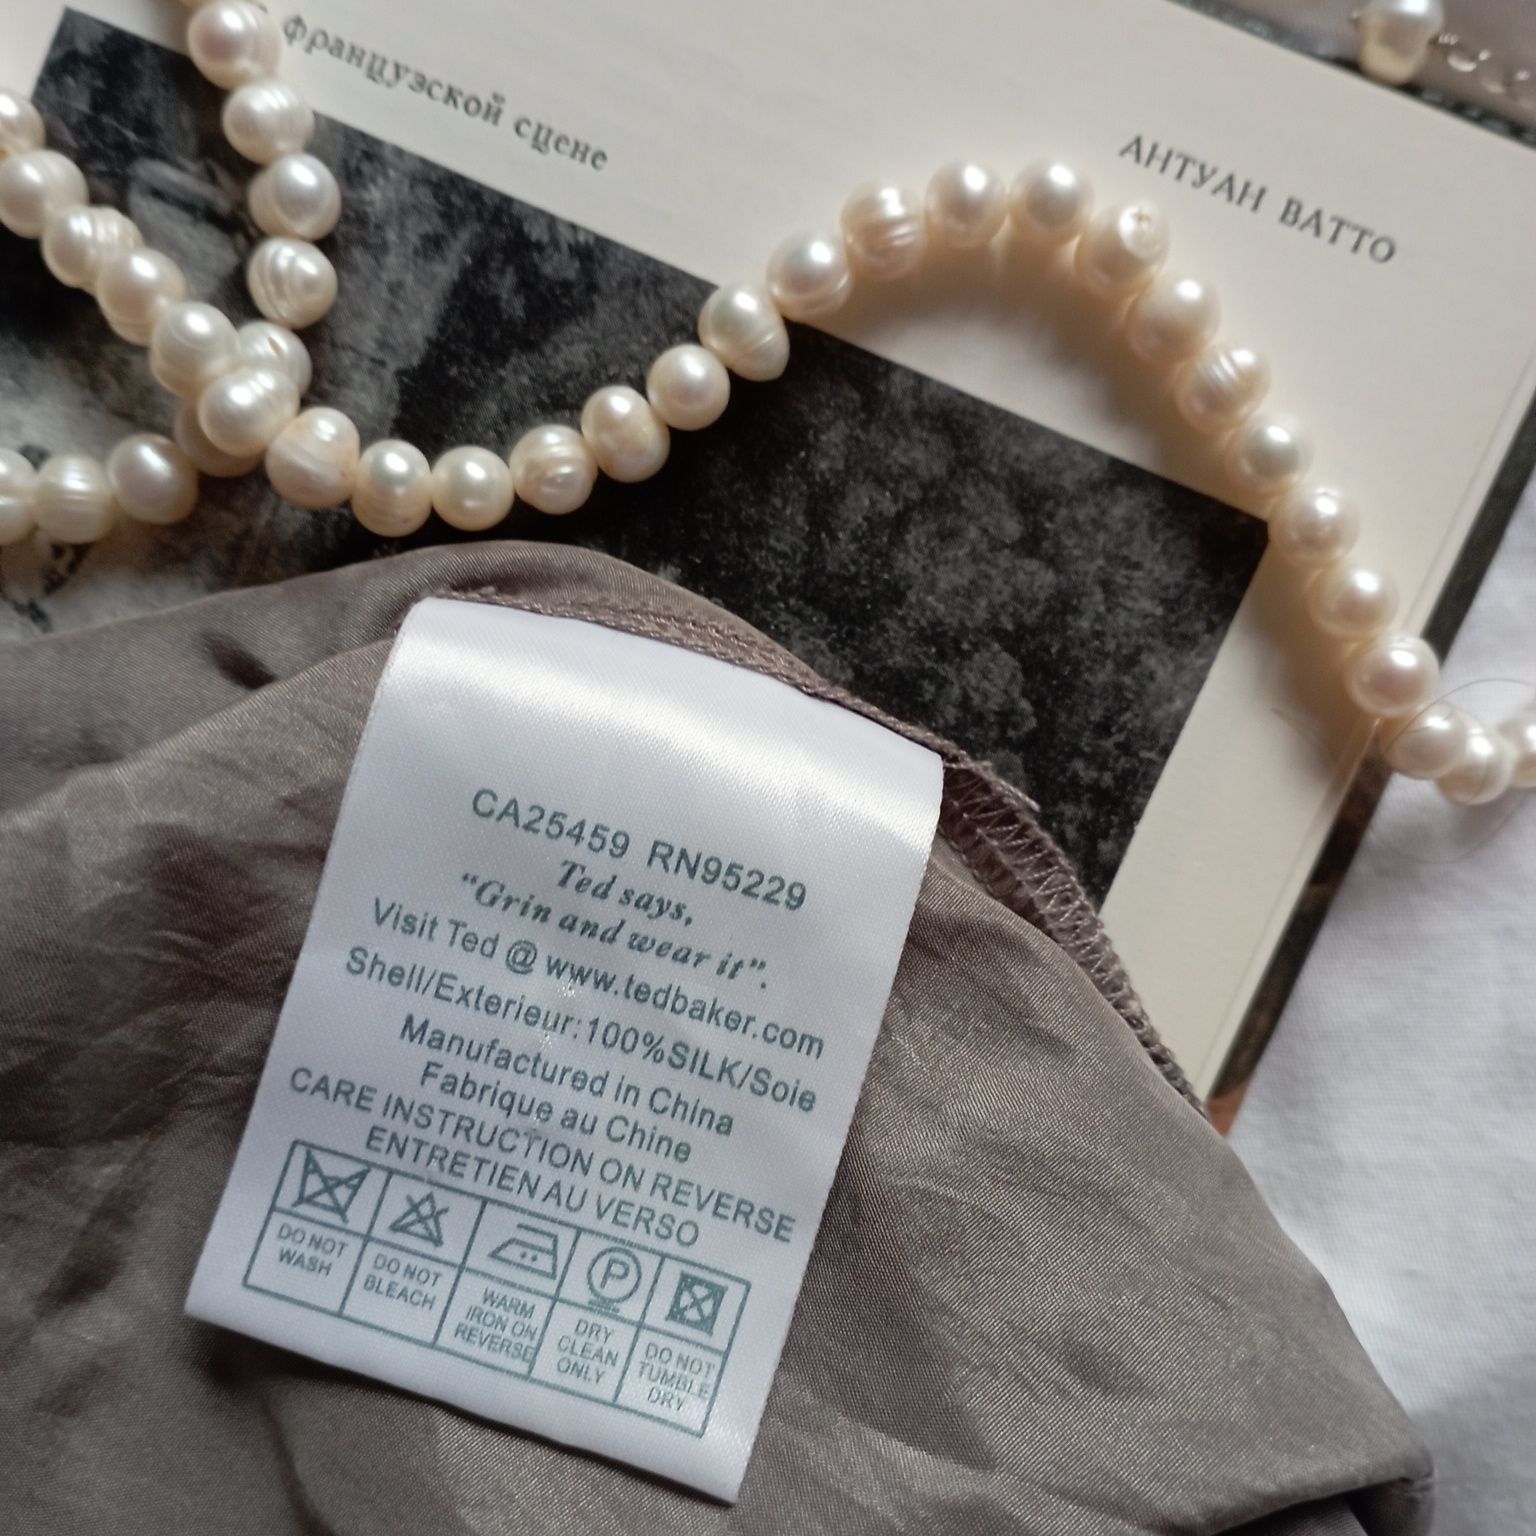 французской сцене
АНТУАН ВАТТО
CA25459 RN95229
Ted says,
"Grin and wear it".
Visit Ted @ www.tedbaker.com
Shell/Exterieur:100%SILK/Soie
Manufactured in China
Fabrique au Chine
CARE INSTRUCTION ON REVERSE
ENTRETIEN AU VERSO
P
DO NOT
WASH
DO NOT
BLEACH
WARM
IRON ON
REVERSE
DRY
CLEAN
ONLY
DO NOT
TUMBLE
DRY